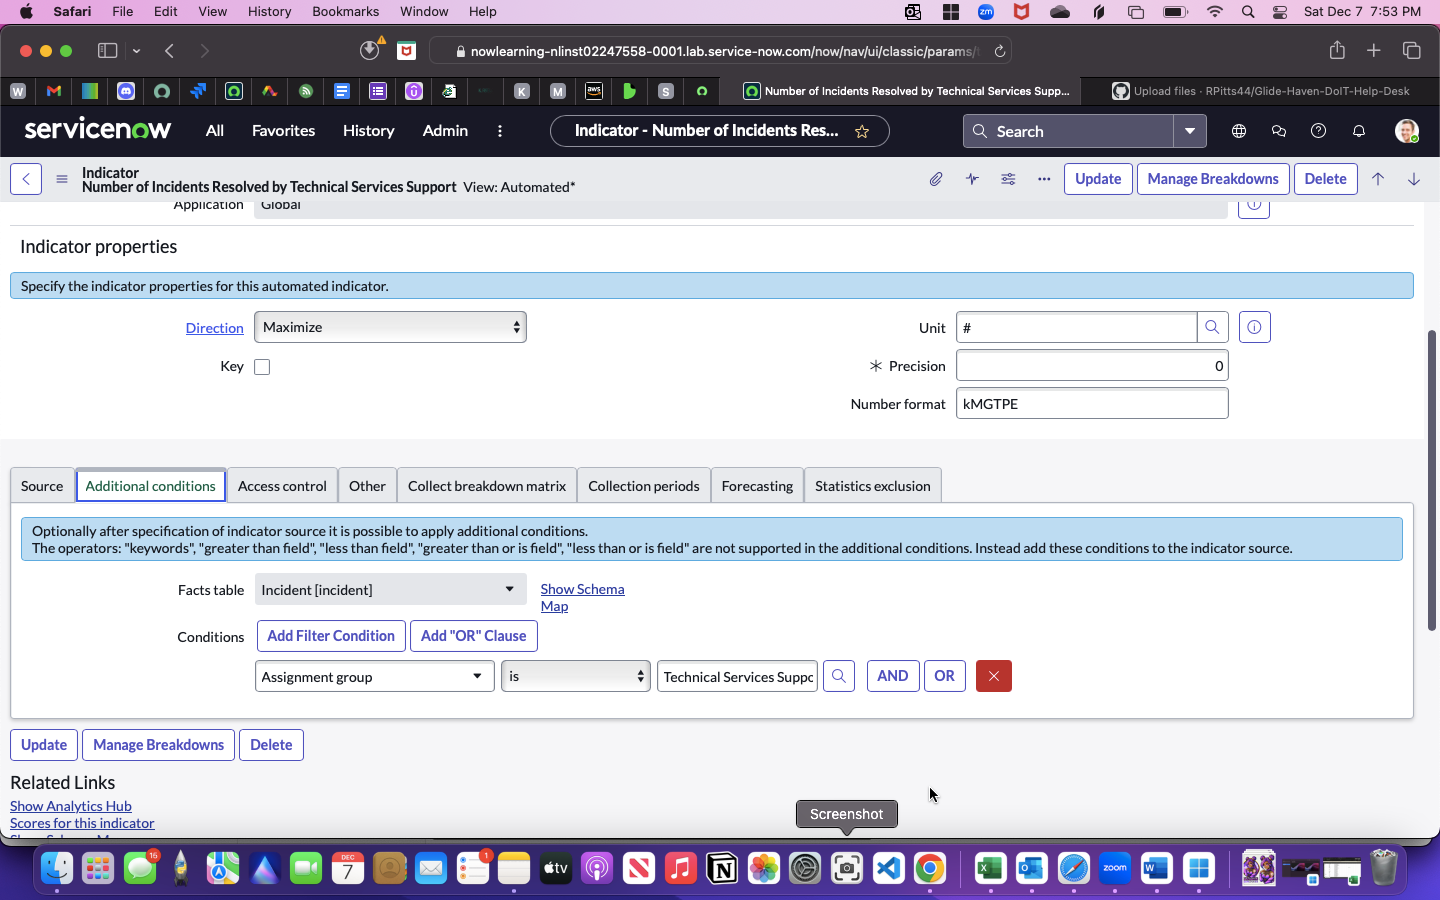 Safari File Edit View History Bookmarks Window Help
zm
Sat Dec 7 7:53 PM
nowlearning-nlinst02247558-0001.lab.service-now.com/now/nav/ui/classic/params/
W K M aws S
Number of Incidents Resolved by Technical Services Supp...
Upload files · RPitts44/Glide-Haven-DoIT-Help-Desk
servicenow All Favorites History Admin
Indicator - Number of Incidents Res...
Search
Indicator
Number of Incidents Resolved by Technical Services Support View: Automated*
Update Manage Breakdowns Delete
Application Global
Indicator properties
Specify the indicator properties for this automated indicator.
Direction Maximize
Unit #
Key
Precision 0
Number format kMGTPE
Source Additional conditions Access control Other Collect breakdown matrix Collection periods Forecasting Statistics exclusion
Optionally after specification of indicator source it is possible to apply additional conditions.
The operators: "keywords", "greater than field", "less than field", "greater than or is field", "less than or is field" are not supported in the additional conditions. Instead add these conditions to the indicator source.
Facts table Incident [incident] Show Schema
Map
Conditions Add Filter Condition Add "OR" Clause
Assignment group is Technical Services Suppo AND OR
Update Manage Breakdowns Delete
Related Links
Show Analytics Hub
Scores for this indicator
Screenshot
16
DEC
7
1
tv
zoom